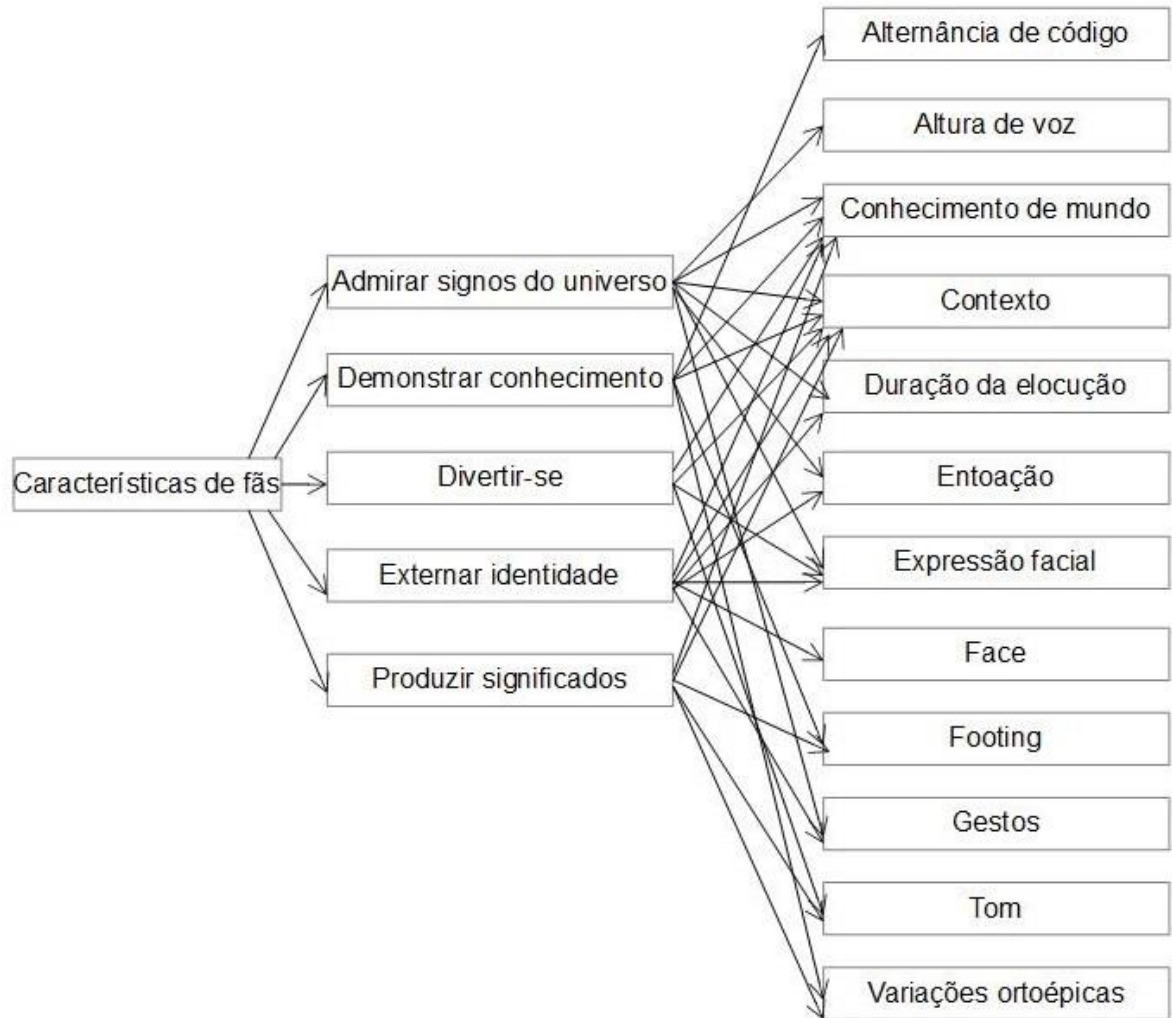 Alternância de código
Altura de voz
Conhecimento de mundo
Admirar signos do universo
Contexto
Demonstrar conhecimento
Duração da elocução
Características de fãs
Divertir-se
Entoação
Externar identidade
Expressão facial
Face
Produzir significados
Footing
Gestos
Tom
Variações ortoépicas